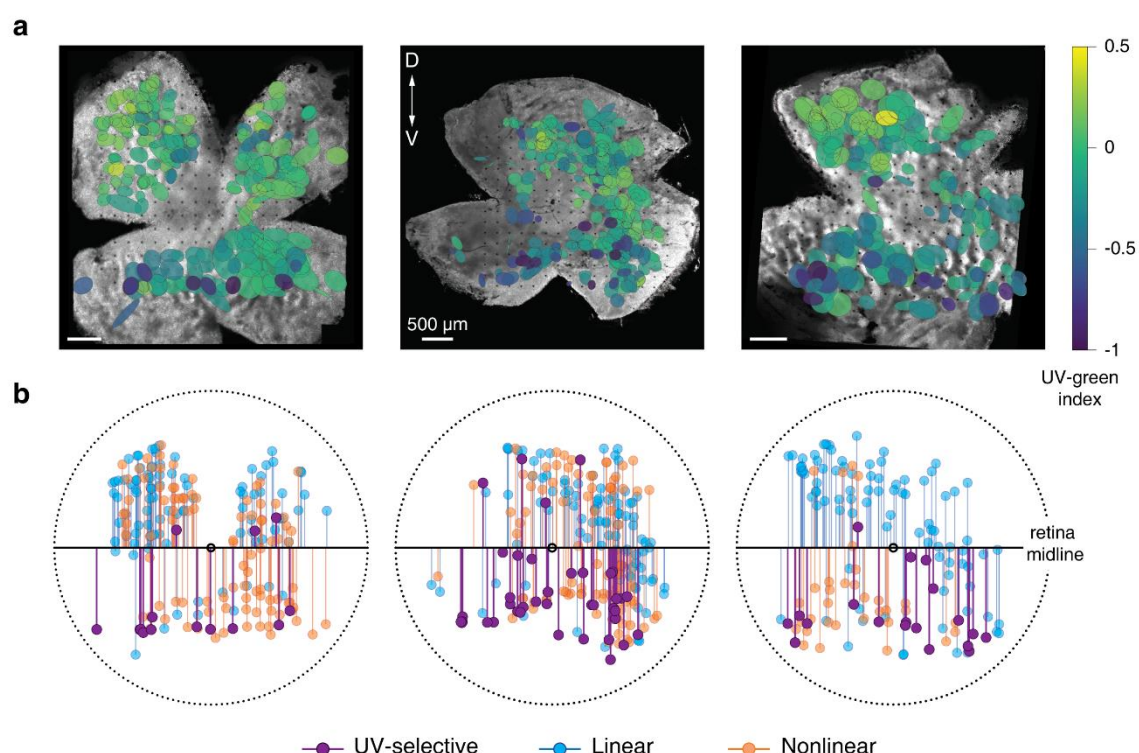 a
D
V
500 μm
0.5
0
-0.5
-1
UV-green
index
b
retina
midline
UV-selective
Linear
Nonlinear